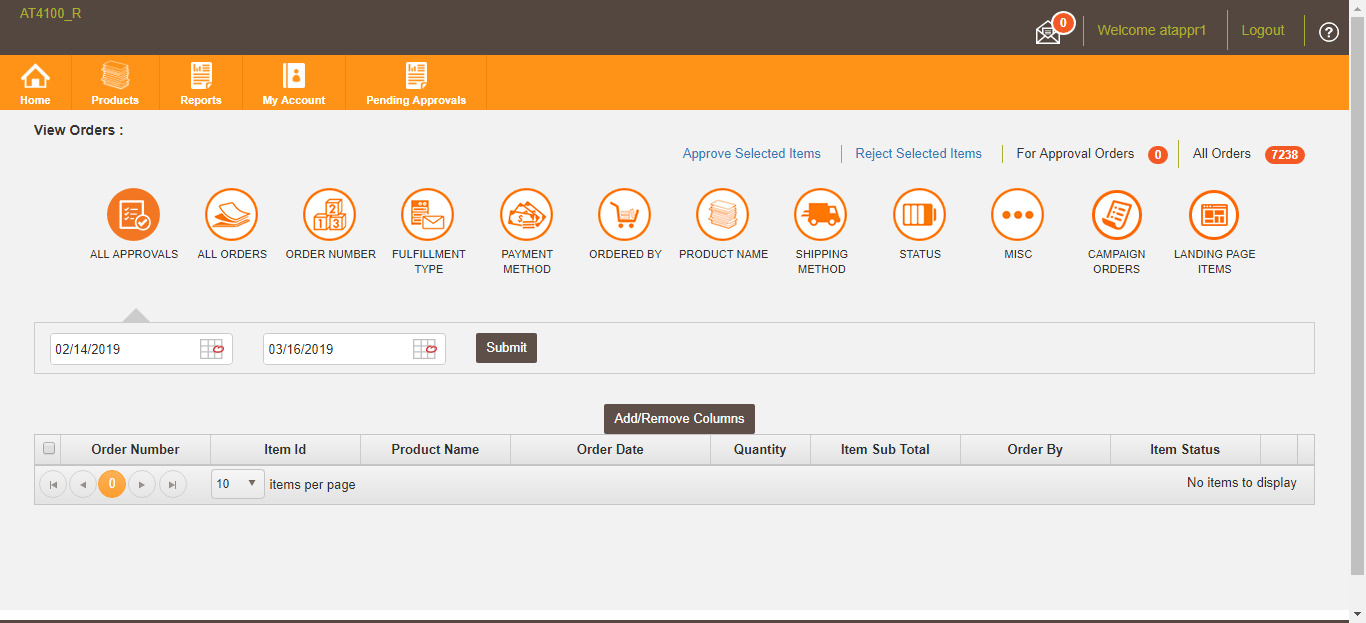 AT4100_R
0
Welcome atappr1
Logout
?
Home
Products
Reports
My Account
Pending Approvals
View Orders :
Approve Selected Items
Reject Selected Items
For Approval Orders 0
All Orders 7238
2
1 3
$
ALL APPROVALS
ALL ORDERS
ORDER NUMBER
FULFILLMENT
TYPE
PAYMENT
METHOD
ORDERED BY
PRODUCT NAME
SHIPPING
METHOD
STATUS
MISC
CAMPAIGN
ORDERS
LANDING PAGE
ITEMS
02/14/2019
03/16/2019
Submit
Add/Remove Columns
Order Number
Item Id
Product Name
Order Date
Quantity
Item Sub Total
Order By
Item Status
0
10
items per page
No items to display